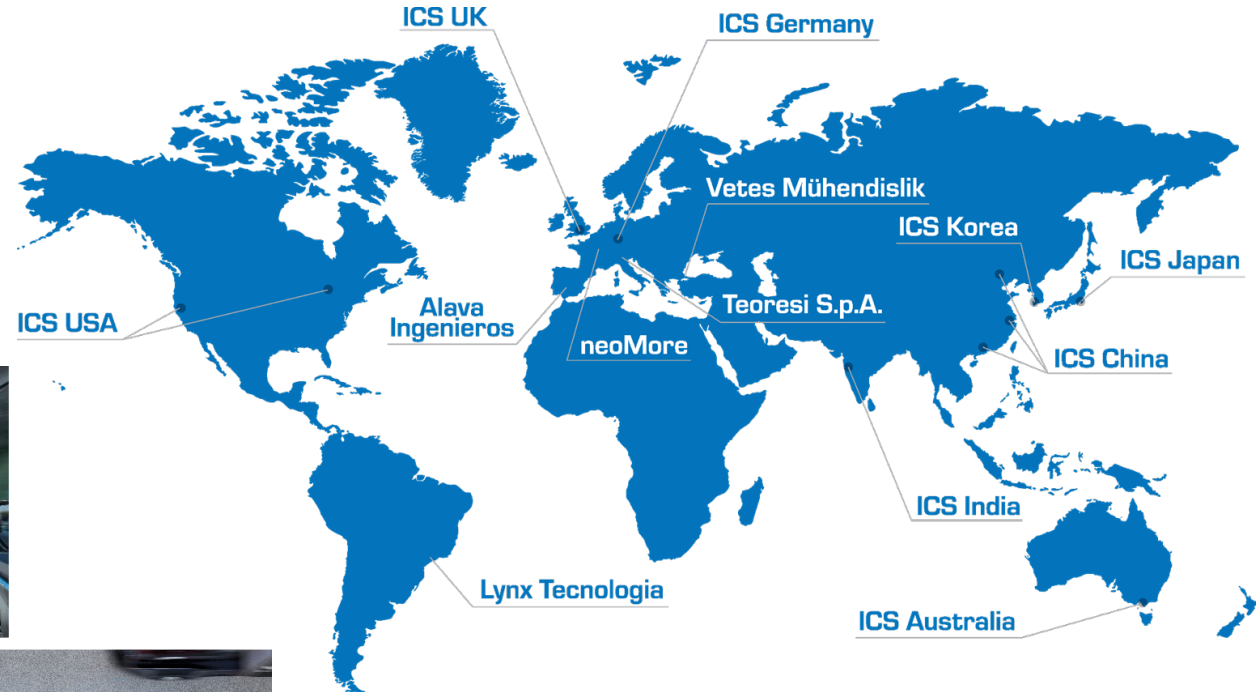 ICS UK
ICS Germany
Vetes Mühendislik
ICS Korea
ICS Japan
ICS USA
Alava
Ingenieros
Teoresi S.p.A.
neoMore
ICS China
ICS India
Lynx Tecnologia
ICS Australia